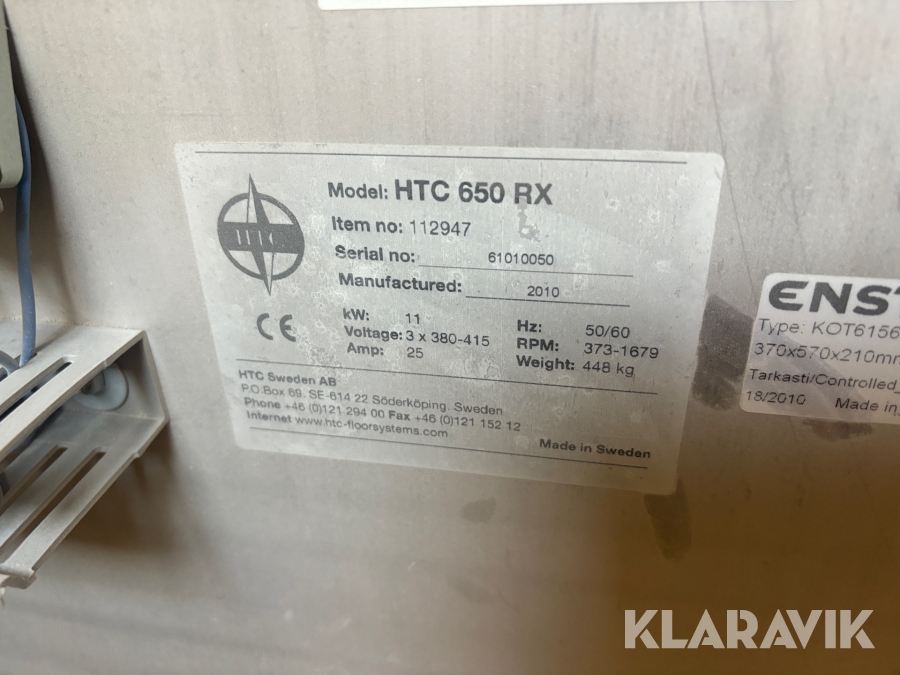 HTC
Model: HTC 650 RX
Item no: 112947
Serial no: 61010050
Manufactured: 2010
kW: 11
Voltage: 3 x 380-415
Amp: 25
Hz: 50/60
RPM: 373-1679
Weight: 448 kg
CE
HTC Sweden AB
P.O.Box 69, SE-614 22 Söderköping, Sweden
Phone +46 (0)121 294 00 Fax +46 (0)121 152 12
Internet www.htc-floorsystems.com
Made in Sweden
Type: KOT6156
370x570x210mm
Tarkasti/Controlled
18/2010 Made in
KLARAVIK